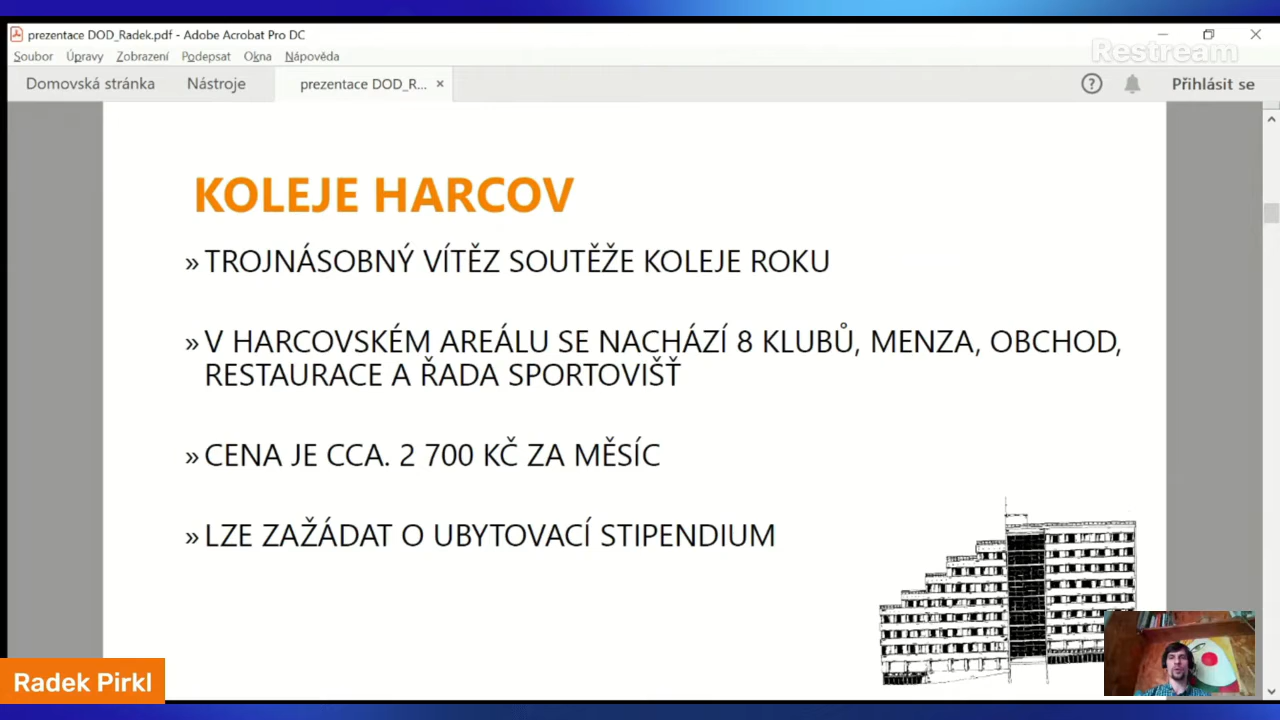 prezentace DOD_Radek.pdf - Adobe Acrobat Pro DC
Restream
Soubor Úpravy Zobrazení Podepsat Okna Nápověda
Domovská stránka Nástroje prezentace DOD_R... × ? Přihlásit se
KOLEJE HARCOV
» TROJNÁSOBNÝ VÍTĚZ SOUTĚŽE KOLEJE ROKU
» V HARCOVSKÉM AREÁLU SE NACHÁZÍ 8 KLUBŮ, MENZA, OBCHOD,
RESTAURACE A ŘADA SPORTOVIŠŤ
» CENA JE CCA. 2 700 KČ ZA MĚSÍC
» LZE ZAŽÁDAT O UBYTOVACÍ STIPENDIUM
Radek Pirkl